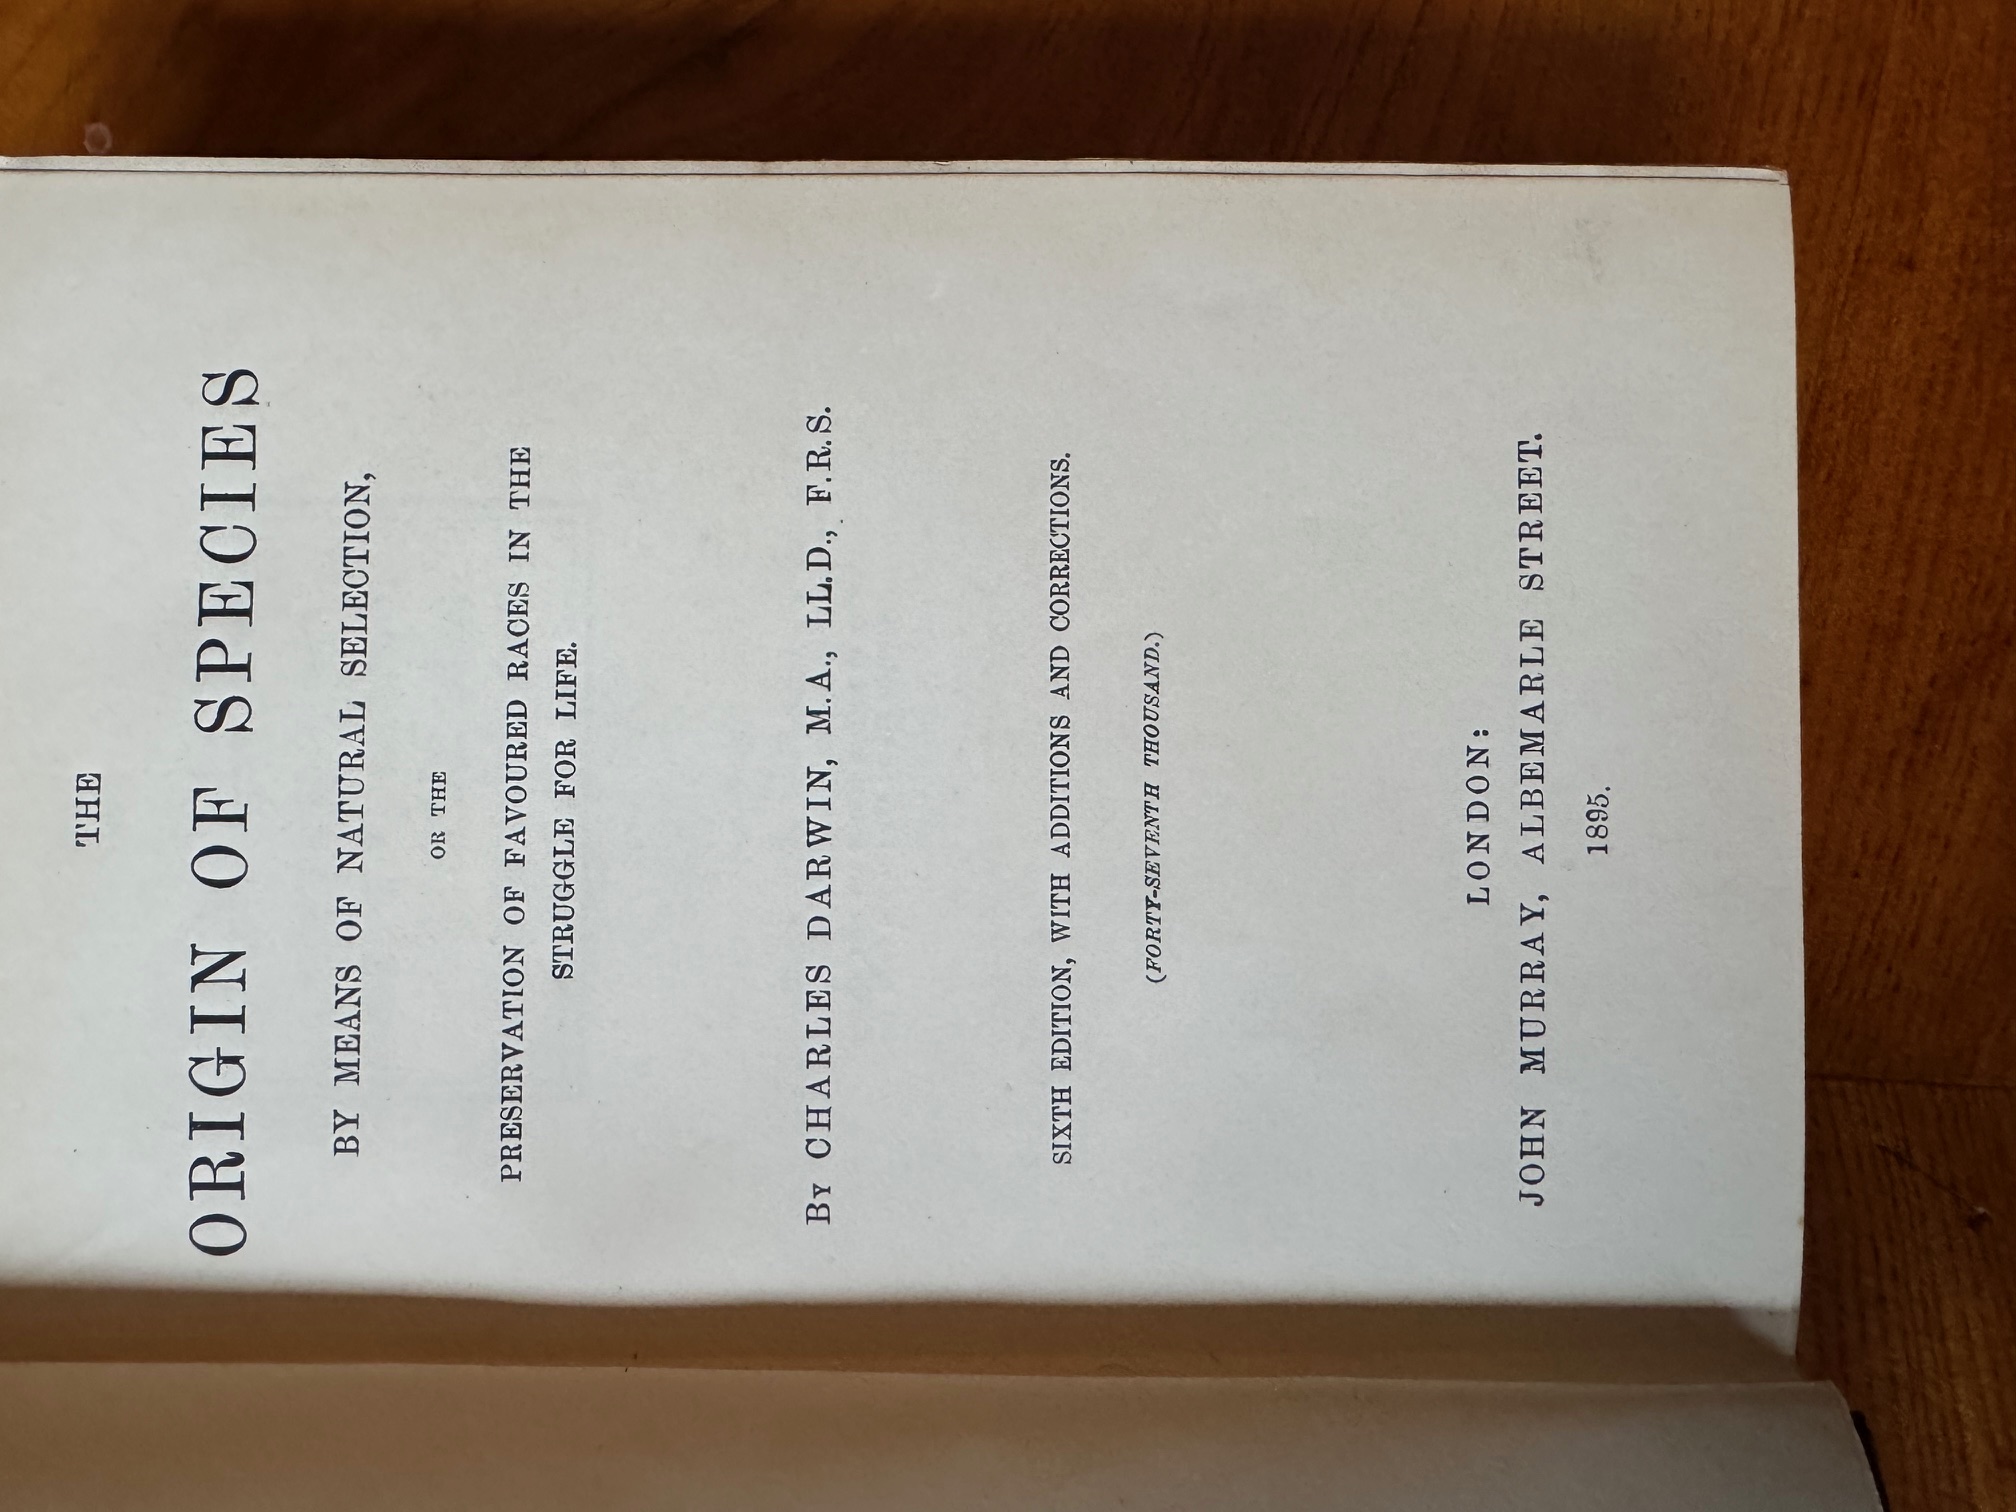 THE
ORIGIN OF SPECIES
BY MEANS OF NATURAL SELECTION,
OR THE
PRESERVATION OF FAVOURED RACES IN THE
STRUGGLE FOR LIFE.
BY CHARLES DARWIN, M.A., LL.D., F.R.S.
SIXTH EDITION, WITH ADDITIONS AND CORRECTIONS.
(FORTY-SEVENTH THOUSAND.)
LONDON:
JOHN MURRAY, ALBEMARLE STREET.
1895.